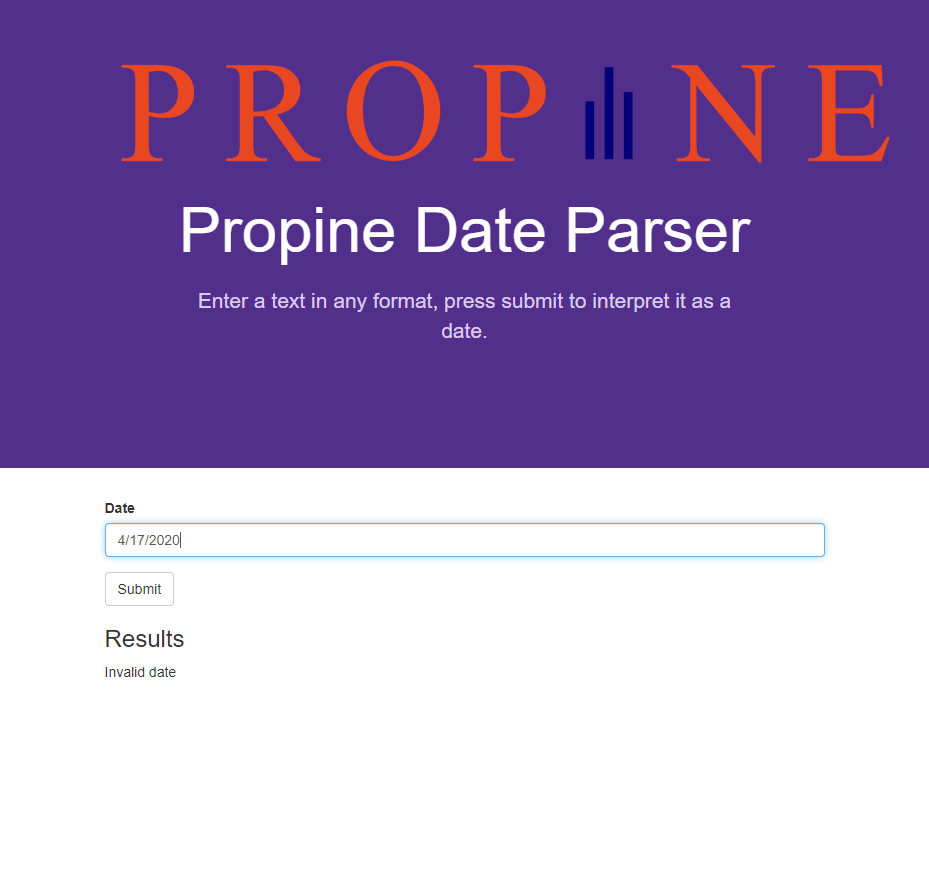 PROPINE
Propine Date Parser
Enter a text in any format, press submit to interpret it as a
date.
Date
4/17/2020
Submit
Results
Invalid date